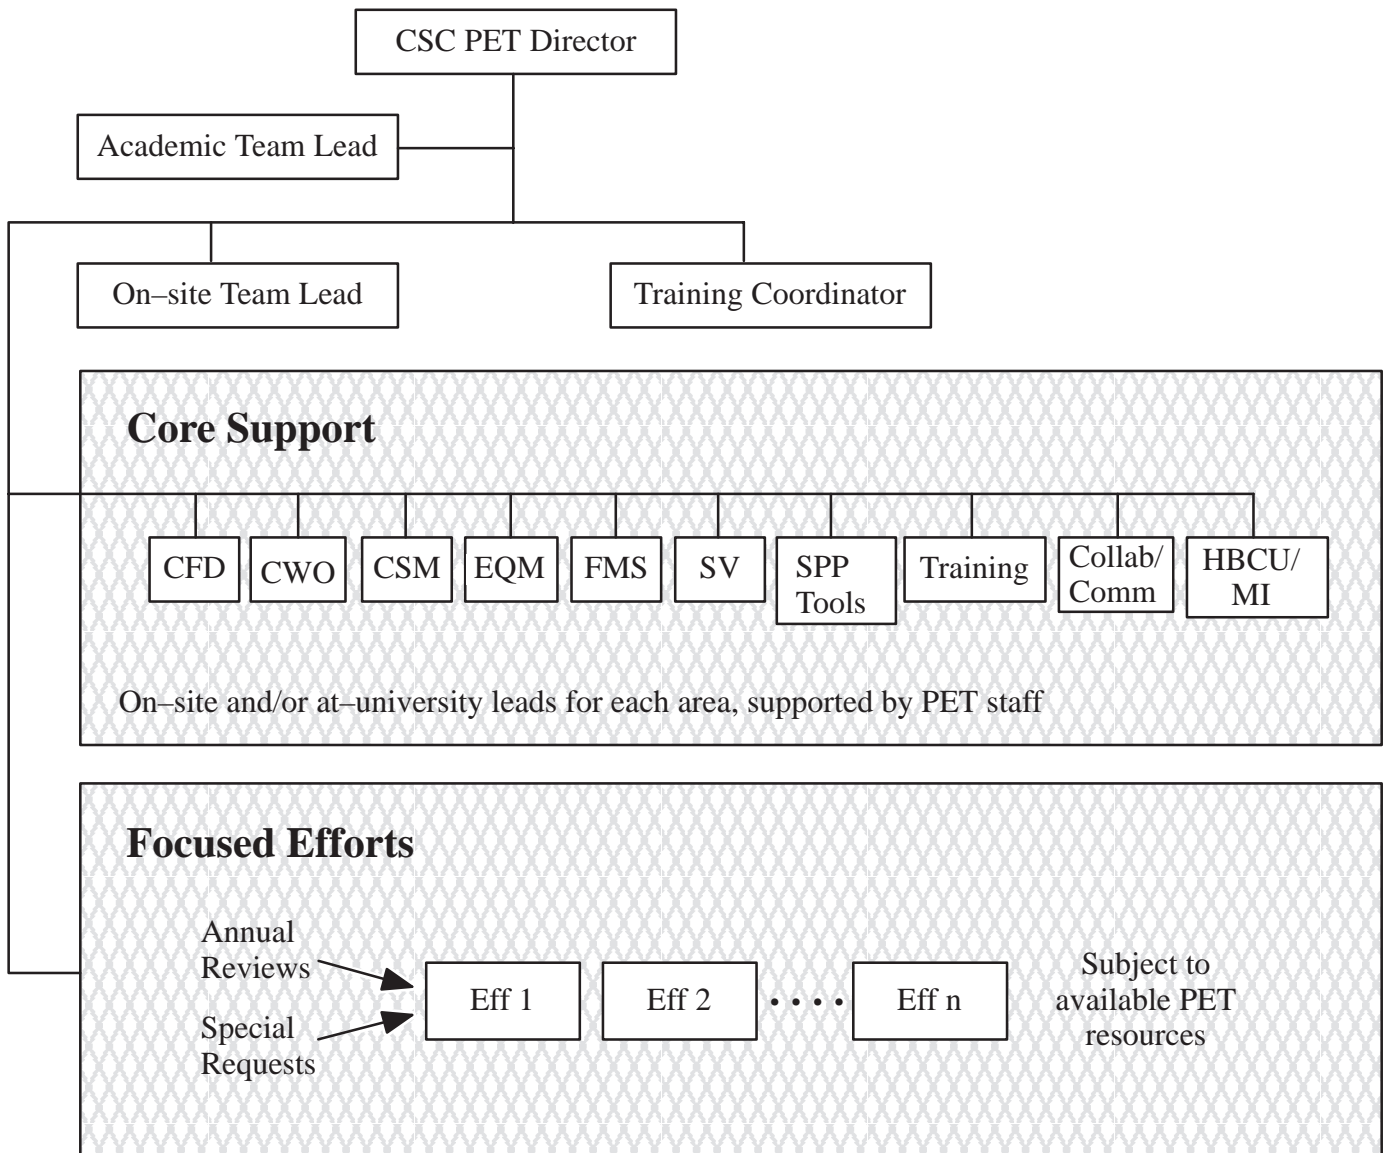 CSC PET Director
Academic Team Lead
On–site Team Lead
Training Coordinator
Core Support
CFD
CWO
CSM
EQM
FMS
SV
SPP
Tools
Training
Collab/
Comm
HBCU/
MI
On–site and/or at–university leads for each area, supported by PET staff
Focused Efforts
Annual
Reviews
Special
Requests
Eff 1
Eff 2
....
Eff n
Subject to
available PET
resources